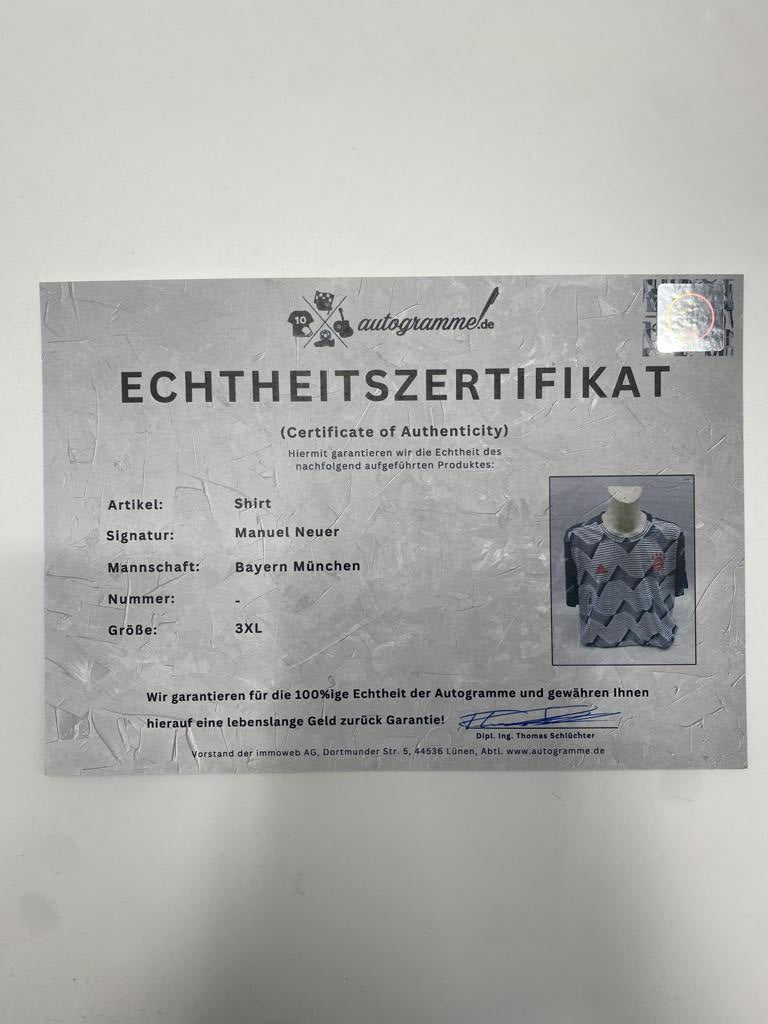 10
autogramme.de
ECHTHEITSZERTIFIKAT
(Certificate of Authenticity)
Hiermit garantieren wir die Echtheit des
nachfolgend aufgeführten Produktes:
Artikel: Shirt
Signatur: Manuel Neuer
Mannschaft: Bayern München
Nummer: -
Größe: 3XL
Wir garantieren für die 100%ige Echtheit der Autogramme und gewähren Ihnen
hierauf eine lebenslange Geld zurück Garantie!
Dipl. Ing. Thomas Schlüchter
Vorstand der immoweb AG, Dortmunder Str. 5, 44536 Lünen, Abtl. www.autogramme.de